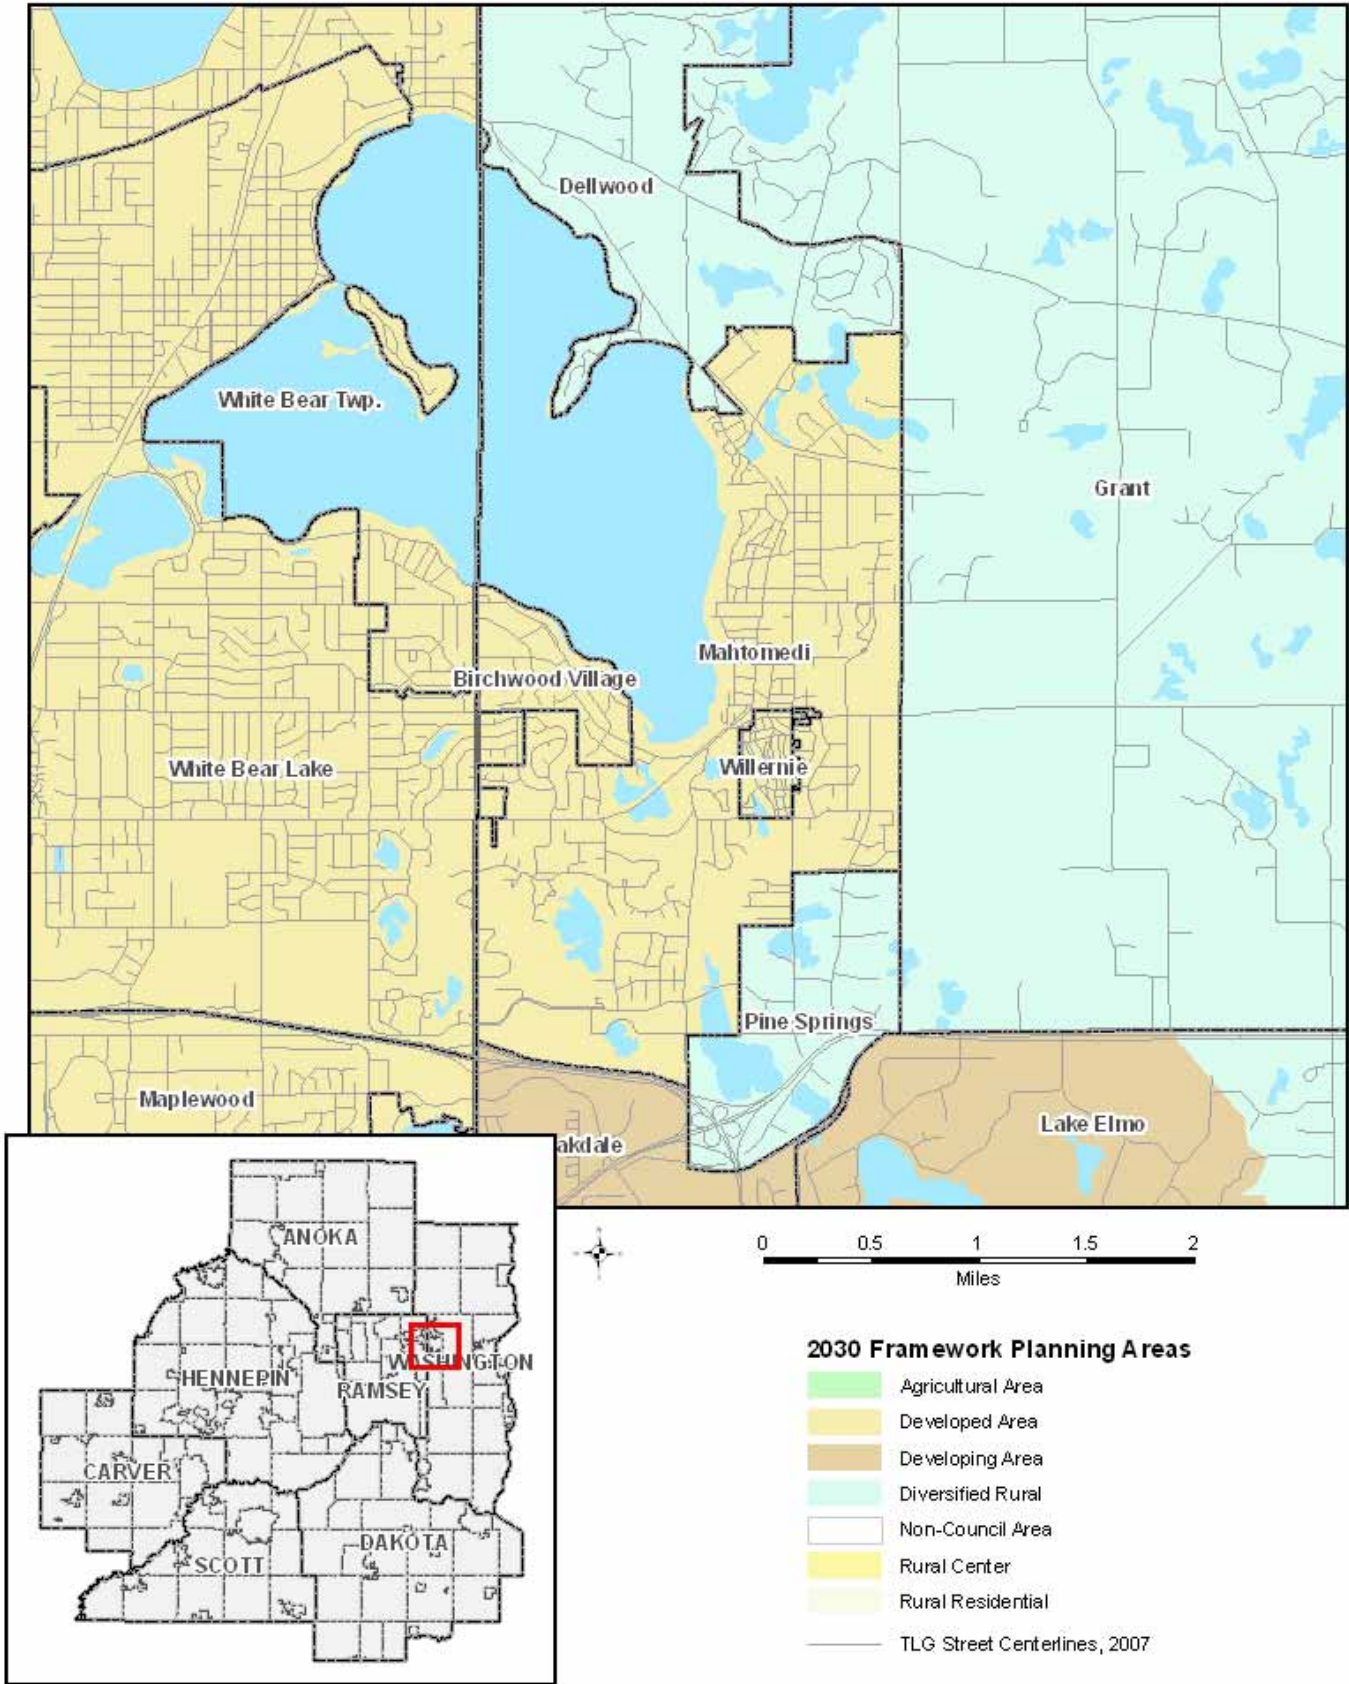 Dellwood
White Bear Twp.
Grant
Mahtomedi
Birchwood Village
White Bear Lake
Willernie
Pine Springs
Maplewood
Lake Elmo
akdale
ANOKA
HENNEPIN
WASHINGTON
RAMSEY
CARVER
DAKOTA
SCOTT
0 0.5 1 1.5 2
Miles
2030 Framework Planning Areas
Agricultural Area
Developed Area
Developing Area
Diversified Rural
Non-Council Area
Rural Center
Rural Residential
TLG Street Centerlines, 2007